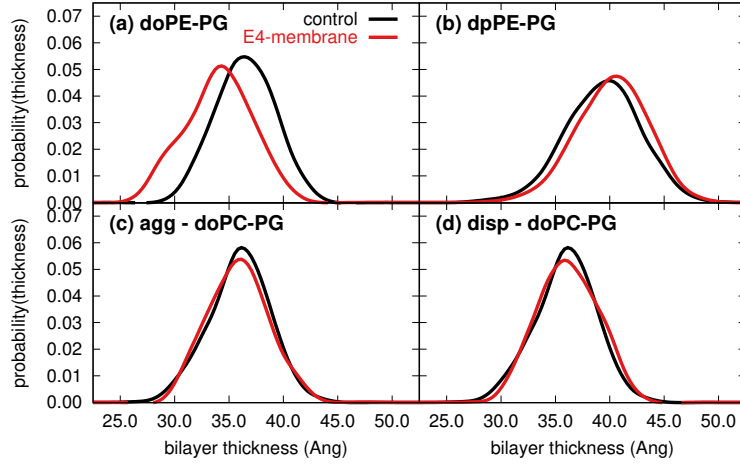 (a) doPE-PG
control
E4-membrane
(b) dpPE-PG
probability(thickness)
0.07
0.06
0.05
0.04
0.03
0.02
0.01
0.00
(c) agg - doPC-PG
(d) disp - doPC-PG
probability(thickness)
0.07
0.06
0.05
0.04
0.03
0.02
0.01
0.00
25.0 30.0 35.0 40.0 45.0 50.0
25.0 30.0 35.0 40.0 45.0 50.0
bilayer thickness (Ang)
bilayer thickness (Ang)